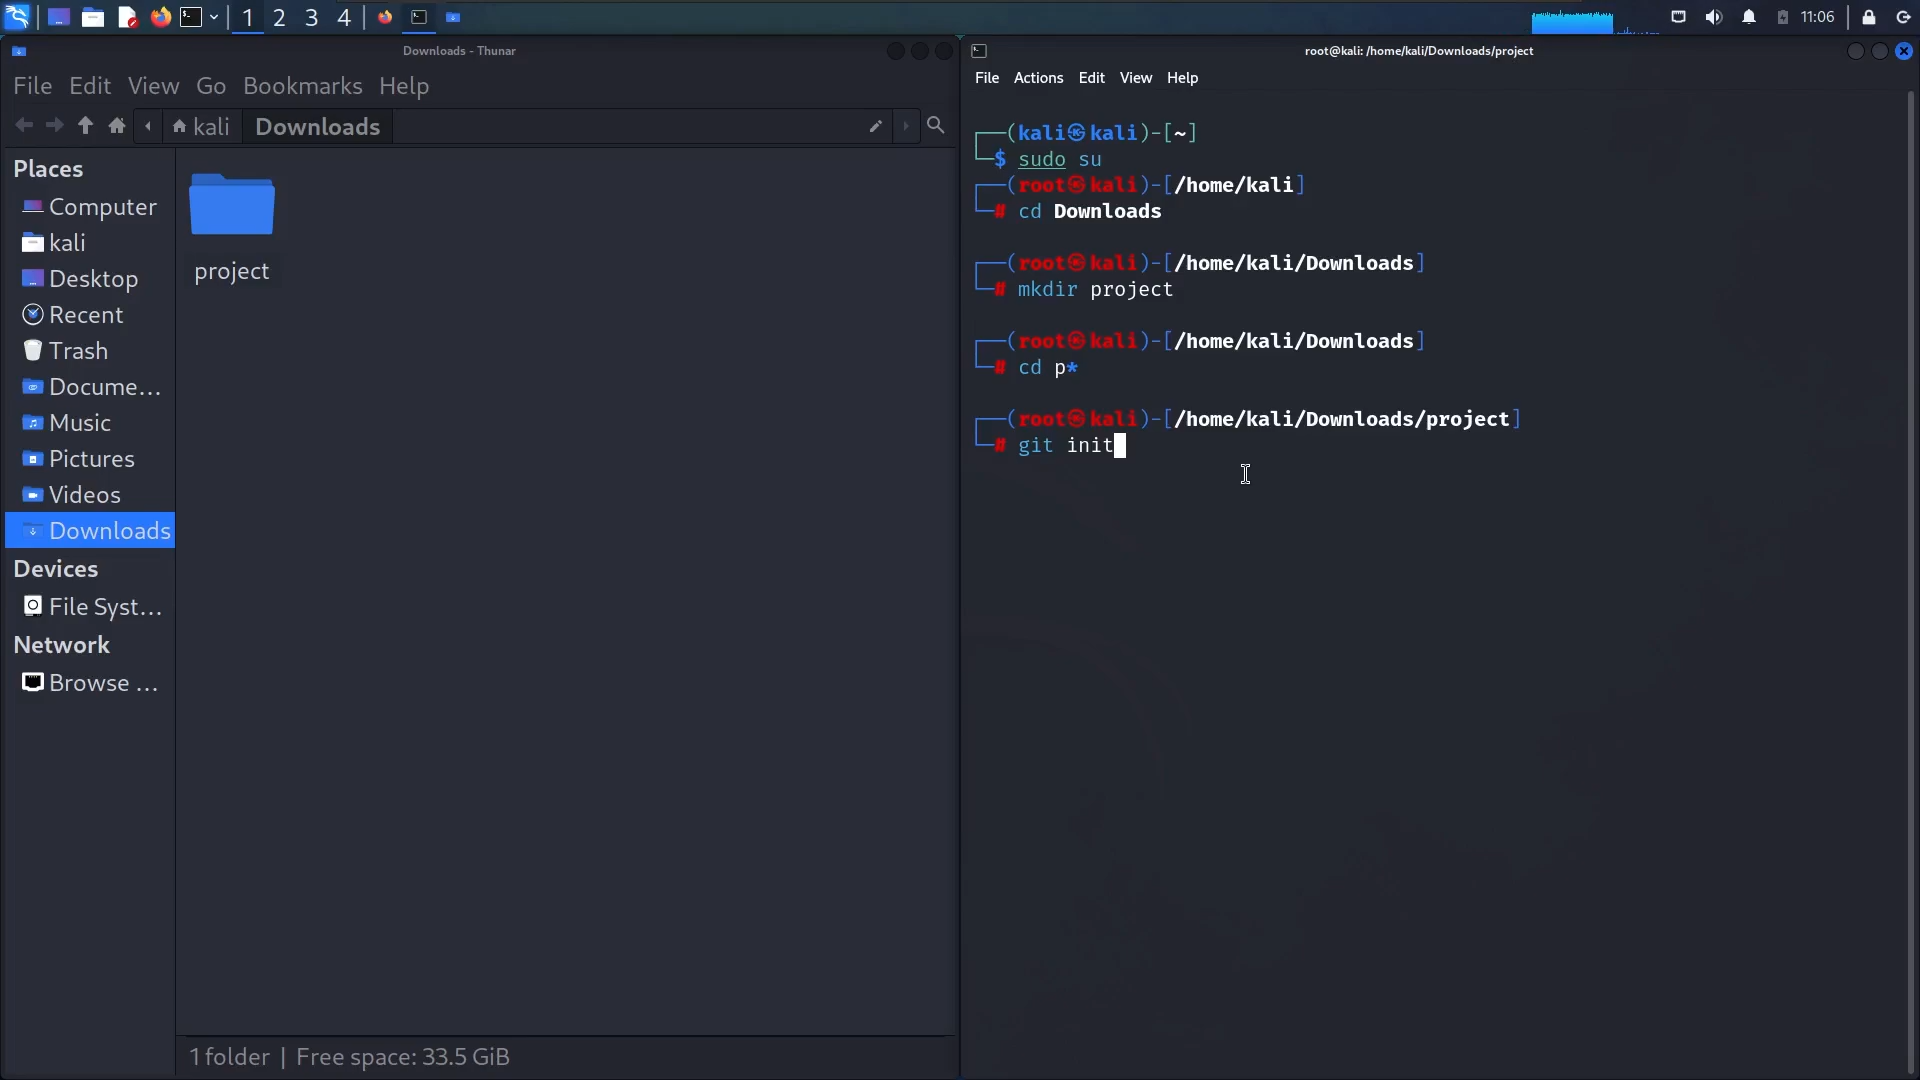 1 2 3 4
11:06
Downloads - Thunar
File Edit View Go Bookmarks Help
kali Downloads
Places
Computer
kali
Desktop
Recent
Trash
Docume...
Music
Pictures
Videos
Downloads
Devices
File Syst...
Network
Browse ...
project
1 folder | Free space: 33.5 GiB
root@kali: /home/kali/Downloads/project
File Actions Edit View Help
┌──(kali㉿kali)-[~]
└─$ sudo su
┌──(root㉿kali)-[/home/kali]
└─# cd Downloads
┌──(root㉿kali)-[/home/kali/Downloads]
└─# mkdir project
┌──(root㉿kali)-[/home/kali/Downloads]
└─# cd p*
┌──(root㉿kali)-[/home/kali/Downloads/project]
└─# git init